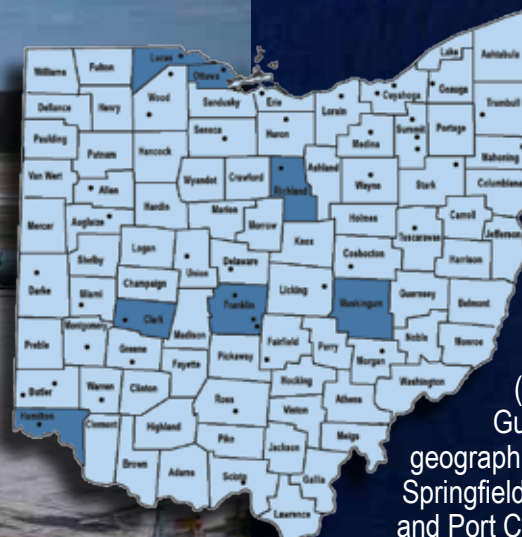 Lake
Ashtabula
Williams
Fulton
Lucas
Ottawa
Cuyahoga
Geauga
Trumbull
Defiance
Henry
Wood
Sandusky
Erie
Lorain
Summit
Portage
Mahoning
Paulding
Putnam
Hancock
Seneca
Huron
Medina
Columbiana
Van Wert
Allen
Wyandot
Crawford
Richland
Ashland
Wayne
Stark
Mercer
Auglaize
Hardin
Marion
Morrow
Holmes
Tuscarawas
Carroll
Jefferson
Shelby
Logan
Union
Delaware
Knox
Coshocton
Harrison
Darke
Miami
Champaign
Franklin
Licking
Muskingum
Guernsey
Belmont
Preble
Montgomery
Clark
Madison
Greene
Fairfield
Perry
Morgan
Noble
Monroe
Butler
Warren
Clinton
Fayette
Pickaway
Hocking
Athens
Washington
Hamilton
Clermont
Highland
Ross
Vinton
Meigs
Brown
Adams
Pike
Jackson
Gallia
Scioto
Lawrence
(
Gu
geograph
Springfield
and Port C